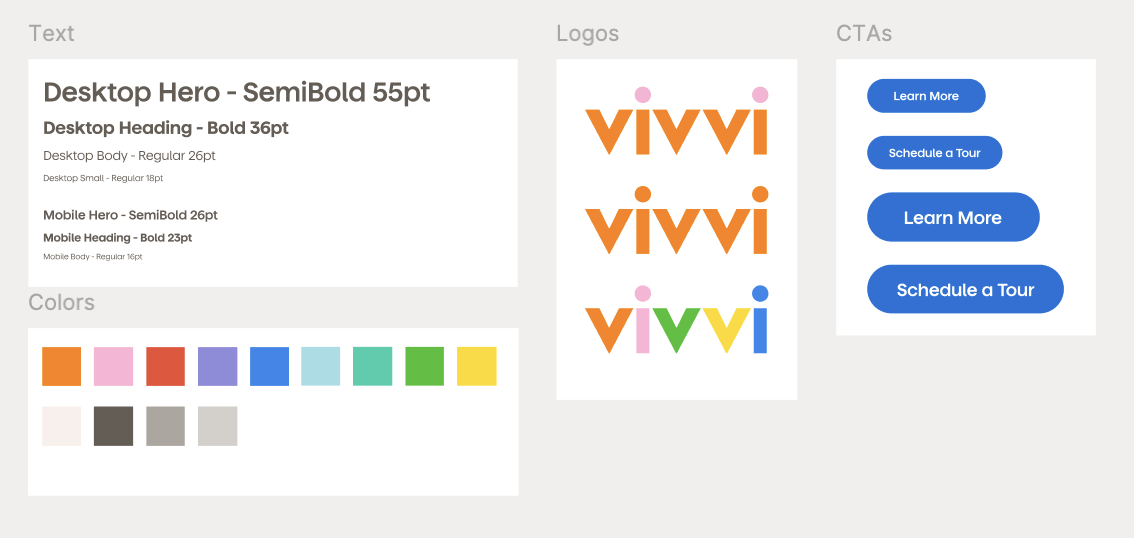 Text
Desktop Hero - SemiBold 55pt
Desktop Heading - Bold 36pt
Desktop Body - Regular 26pt
Desktop Small - Regular 18pt
Mobile Hero - SemiBold 26pt
Mobile Heading - Bold 23pt
Mobile Body - Regular 16pt
Colors
Logos
vivvi
vivvi
vivvi
CTAs
Learn More
Schedule a Tour
Learn More
Schedule a Tour